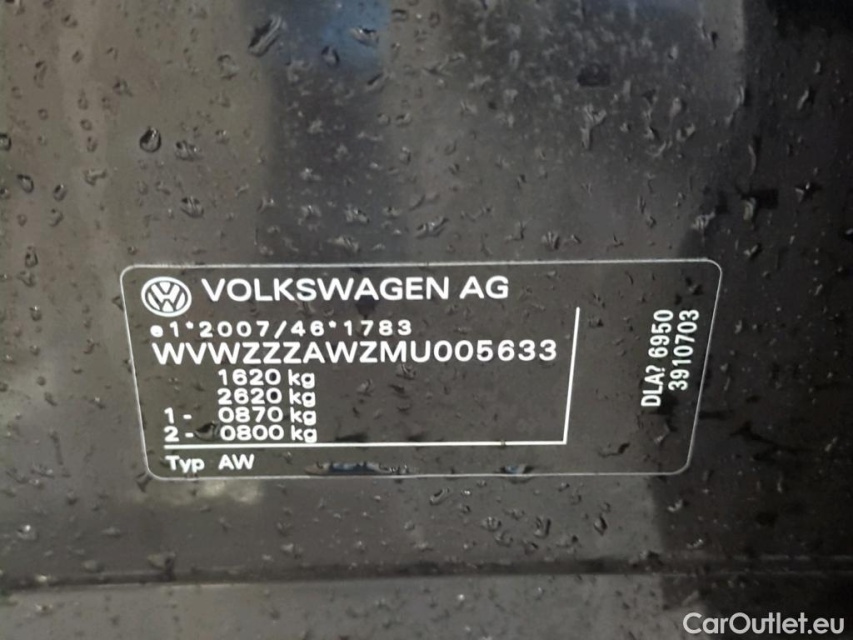 VOLKSWAGEN AG
e1*2007/46*1783
WVWZZZAWZMU005633
1620 kg
2620 kg
1- 0870 kg
2- 0800 kg
Typ AW
DLA? 6950
3910703
CarOutlet.eu